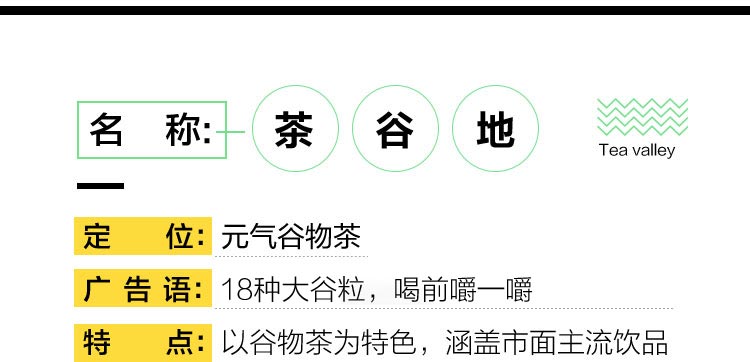 名 称: 茶 谷 地
Tea valley
定 位: 元气谷物茶
广 告 语: 18种大谷粒，喝前嚼一嚼
特 点: 以谷物茶为特色，涵盖市面主流饮品